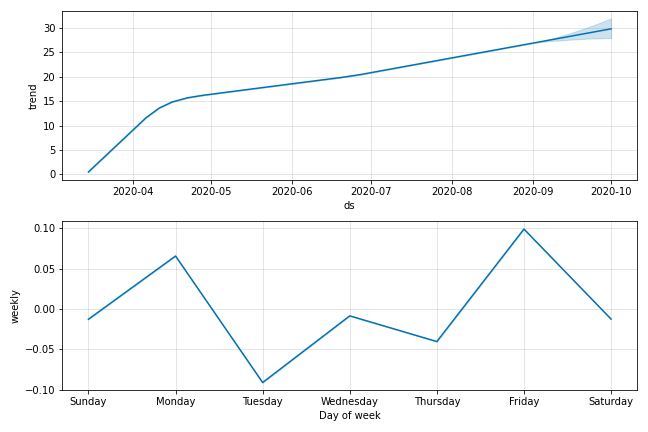 30
25
20
15
10
5
0
trend
2020-04 2020-05 2020-06 2020-07 2020-08 2020-09 2020-10
ds
0.10
0.05
0.00
−0.05
−0.10
weekly
Sunday Monday Tuesday Wednesday Thursday Friday Saturday
Day of week